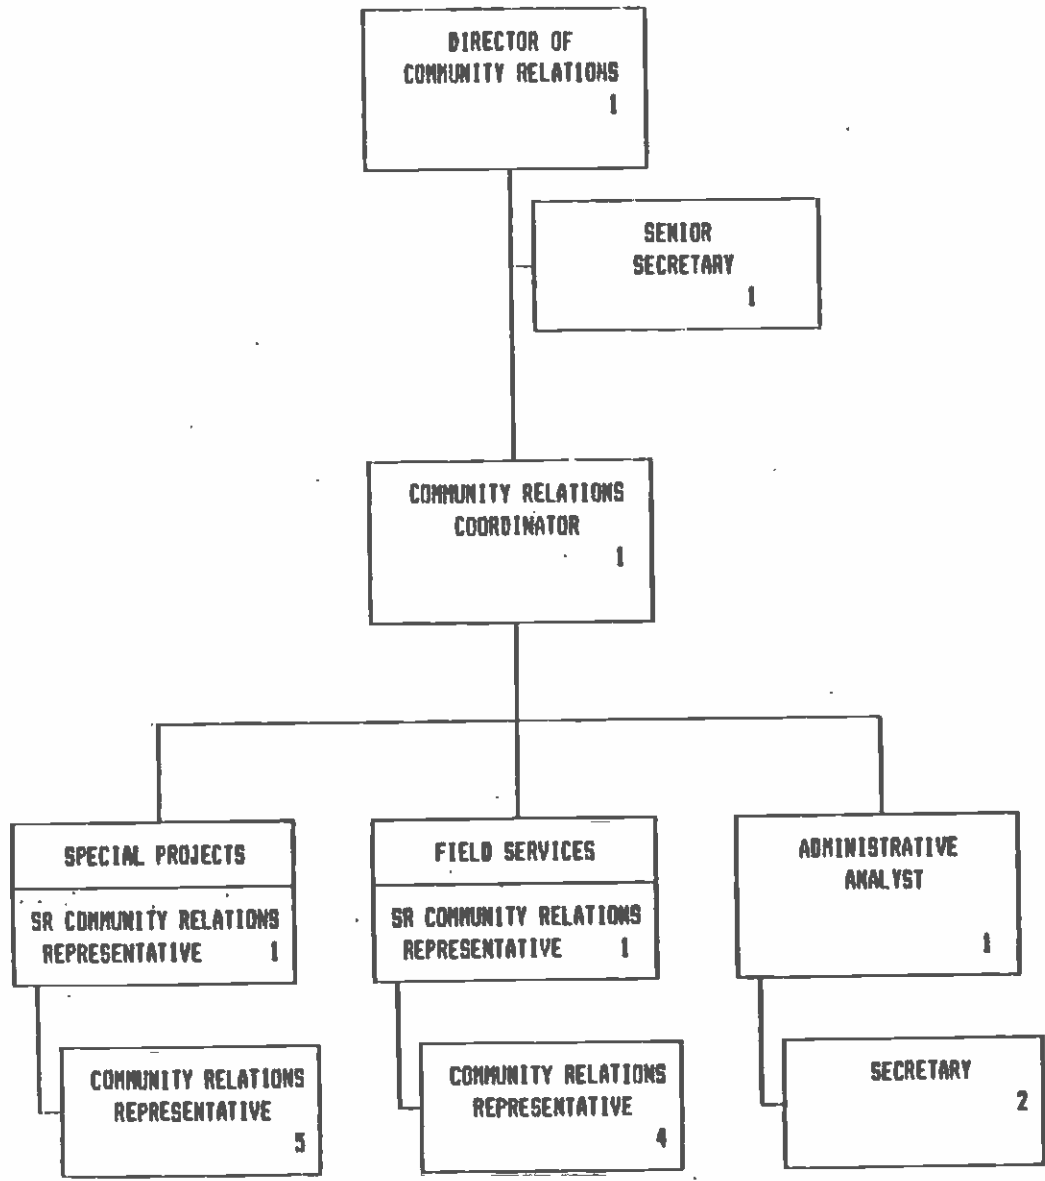 DIRECTOR OF
COMMUNITY RELATIONS
1
SENIOR
SECRETARY
1
COMMUNITY RELATIONS
COORDINATOR
1
SPECIAL PROJECTS
SR COMMUNITY RELATIONS
REPRESENTATIVE 1
COMMUNITY RELATIONS
REPRESENTATIVE
5
FIELD SERVICES
SR COMMUNITY RELATIONS
REPRESENTATIVE 1
COMMUNITY RELATIONS
REPRESENTATIVE
4
ADMINISTRATIVE
ANALYST
1
SECRETARY
2